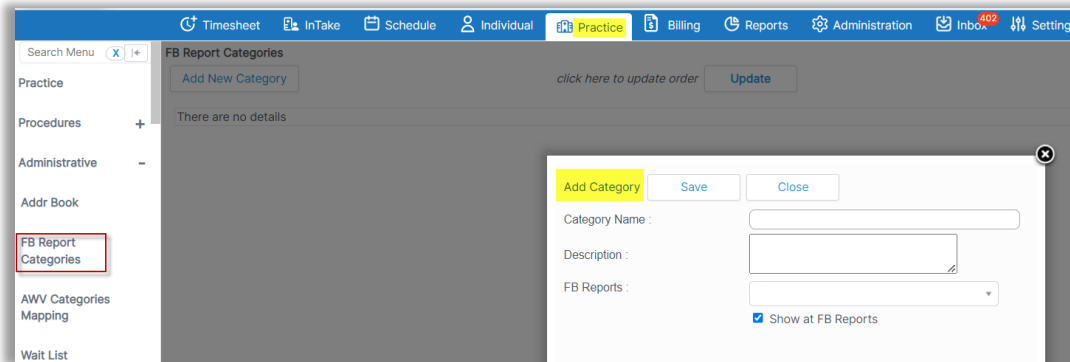 Timesheet InTake Schedule Individual Practice Billing Reports Administration Inbox 402 Setting
Search Menu X
FB Report Categories
Practice
Add New Category click here to update order Update
Procedures +
There are no details
Administrative -
Addr Book
FB Report
Categories
AWV Categories
Mapping
Wait List
Add Category Save Close
Category Name :
Description :
FB Reports :
Show at FB Reports